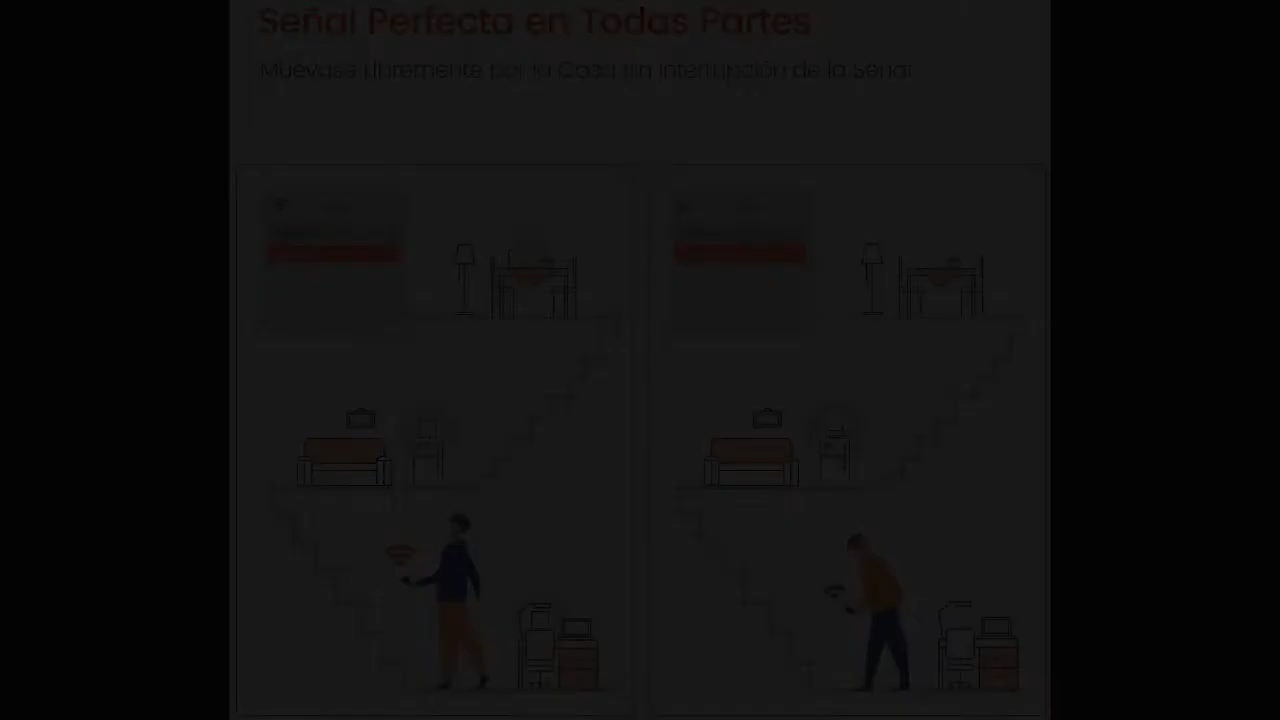 Señal Perfecta en Todas Partes
Muévase Libremente por la Casa sin Interrupción de la Señal